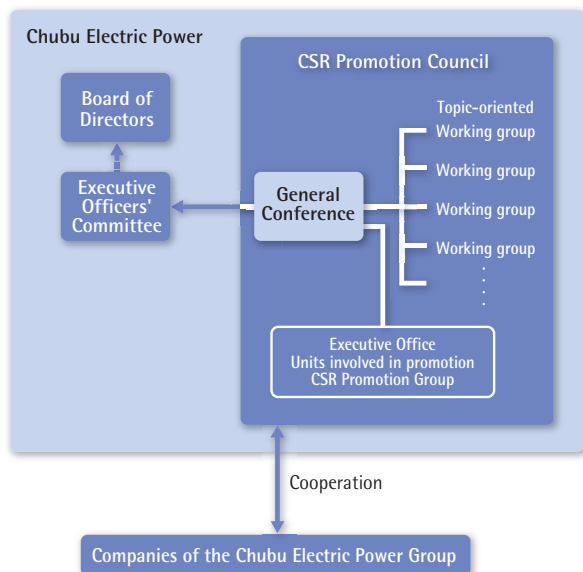 Chubu Electric Power
Board of
Directors
Executive
Officers'
Committee
CSR Promotion Council
General
Conference
Topic-oriented
Working group
Working group
Working group
Working group
Executive Office
Units involved in promotion
CSR Promotion Group
Cooperation
Companies of the Chubu Electric Power Group